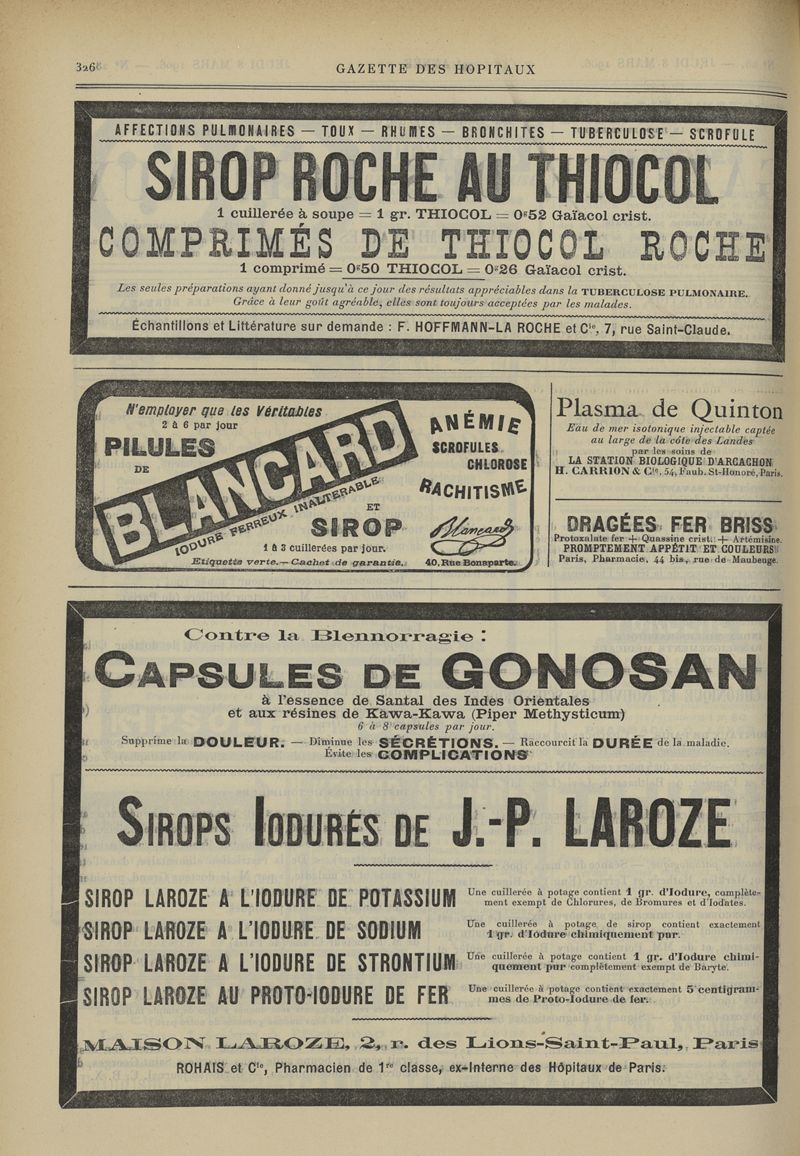 326
GAZETTE DES HOPITAUX
AFFECTIONS PULMONAIRES — TOUX — RHUMES — BRONCHITES — TUBERCULOSE — SCROFULE
SIROP ROCHE AU THIOCOL
1 cuillerée à soupe = 1 gr. THIOCOL = 0g52 Gaïacol crist.
COMPRIMÉS DE THIOCOL ROCHE
1 comprimé = 0g50 THIOCOL = 0g26 Gaïacol crist.
Les seules préparations ayant donné jusqu'à ce jour des résultats appréciables dans la TUBERCULOSE PULMONAIRE.
Grâce à leur goût agréable, elles sont toujours acceptées par les malades.
Échantillons et Littérature sur demande : F. HOFFMANN-LA ROCHE et Cie, 7, rue Saint-Claude.
N'employer que les Véritables
2 à 6 par jour
PILULES
DE
BLANCARD
IODURE FERREUX INALTERABLE
ET
SIROP
1 à 3 cuillerées par jour.
Etiquette verte.—Cachet de garantie.
ANÉMIE
SCROFULES
CHLOROSE
RACHITISME
Blancard
40, Rue Bonaparte.
Plasma de Quinton
Eau de mer isotonique injectable captée
au large de la côte des Landes
par les soins de
LA STATION BIOLOGIQUE D'ARCACHON
H. CARRION & Cie, 54, Faub. St-Honoré, Paris.
DRAGÉES FER BRISS
Protoxalate fer + Quassine crist. + Artémisine.
PROMPTEMENT APPÉTIT ET COULEURS
Paris, Pharmacie, 44 bis, rue de Maubeuge.
Contre la Blennorragie :
CAPSULES DE GONOSAN
à l'essence de Santal des Indes Orientales
et aux résines de Kawa-Kawa (Piper Methysticum)
6 à 8 capsules par jour.
Supprime la DOULEUR. — Diminue les SÉCRÉTIONS. — Raccourcit la DURÉE de la maladie.
Évite les COMPLICATIONS
SIROPS IODURÉS DE J.-P. LAROZE
SIROP LAROZE A L'IODURE DE POTASSIUM
Une cuillerée à potage contient 1 gr. d'Iodure, complète-
ment exempt de Chlorures, de Bromures et d'Iodates.
SIROP LAROZE A L'IODURE DE SODIUM
Une cuillerée à potage de sirop contient exactement
1 gr. d'Iodure chimiquement pur.
SIROP LAROZE A L'IODURE DE STRONTIUM
Une cuillerée à potage contient 1 gr. d'Iodure chimi-
quement pur complètement exempt de Baryte.
SIROP LAROZE AU PROTO-IODURE DE FER
Une cuillerée à potage contient exactement 5 centigram-
mes de Proto-Iodure de fer.
MAISON LAROZE, 2, r. des Lions-Saint-Paul, Paris
ROHAIS et Cie, Pharmacien de 1re classe, ex-Interne des Hôpitaux de Paris.